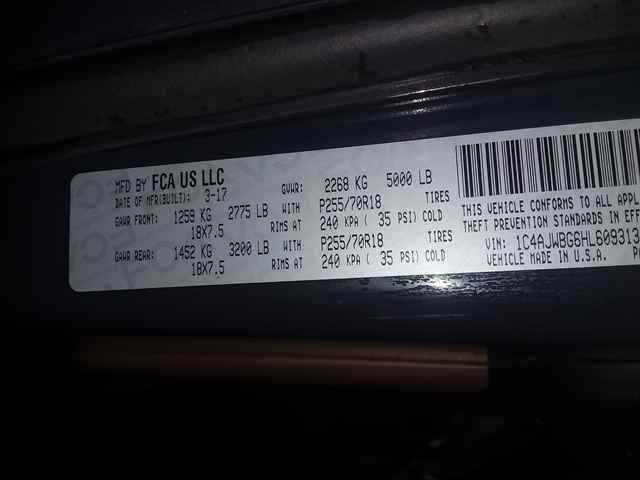 MFD BY FCA US LLC
DATE OF MFR(BUILT): 3-17 GVWR: 2268 KG 5000 LB
GAWR FRONT: 1259 KG 2775 LB WITH P255/70R18 TIRES
18X7.5 RIMS AT 240 KPA ( 35 PSI) COLD
GAWR REAR: 1452 KG 3200 LB WITH P255/70R18 TIRES
18X7.5 RIMS AT 240 KPA ( 35 PSI) COLD
THIS VEHICLE CONFORMS TO ALL APPL
THEFT PREVENTION STANDARDS IN EF
VIN: 1C4AJWBG6HL609313
VEHICLE MADE IN U.S.A.